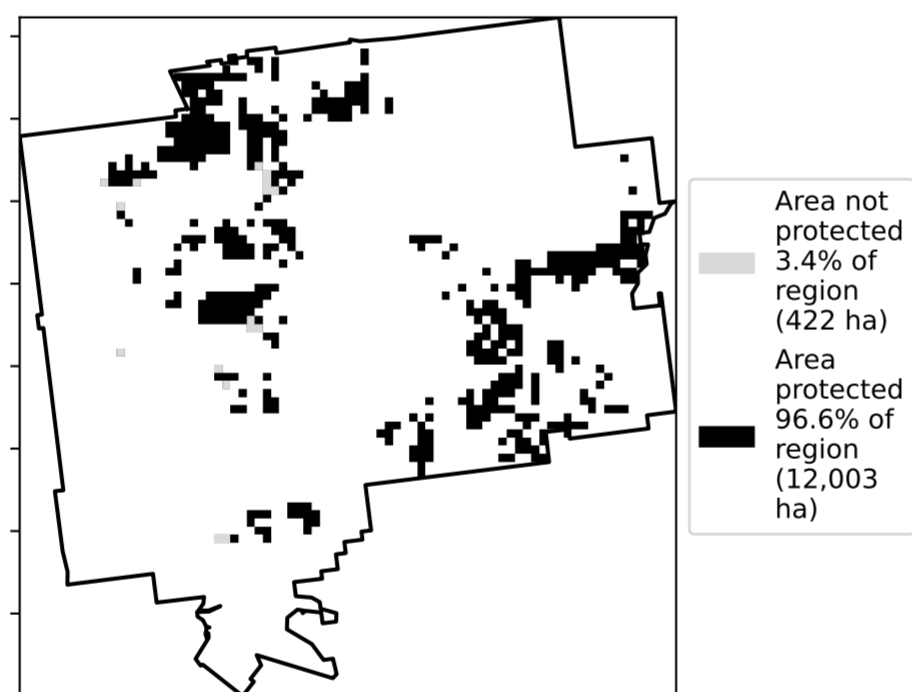 Area not
protected
3.4% of
region
(422 ha)
Area
protected
96.6% of
region
(12,003
ha)